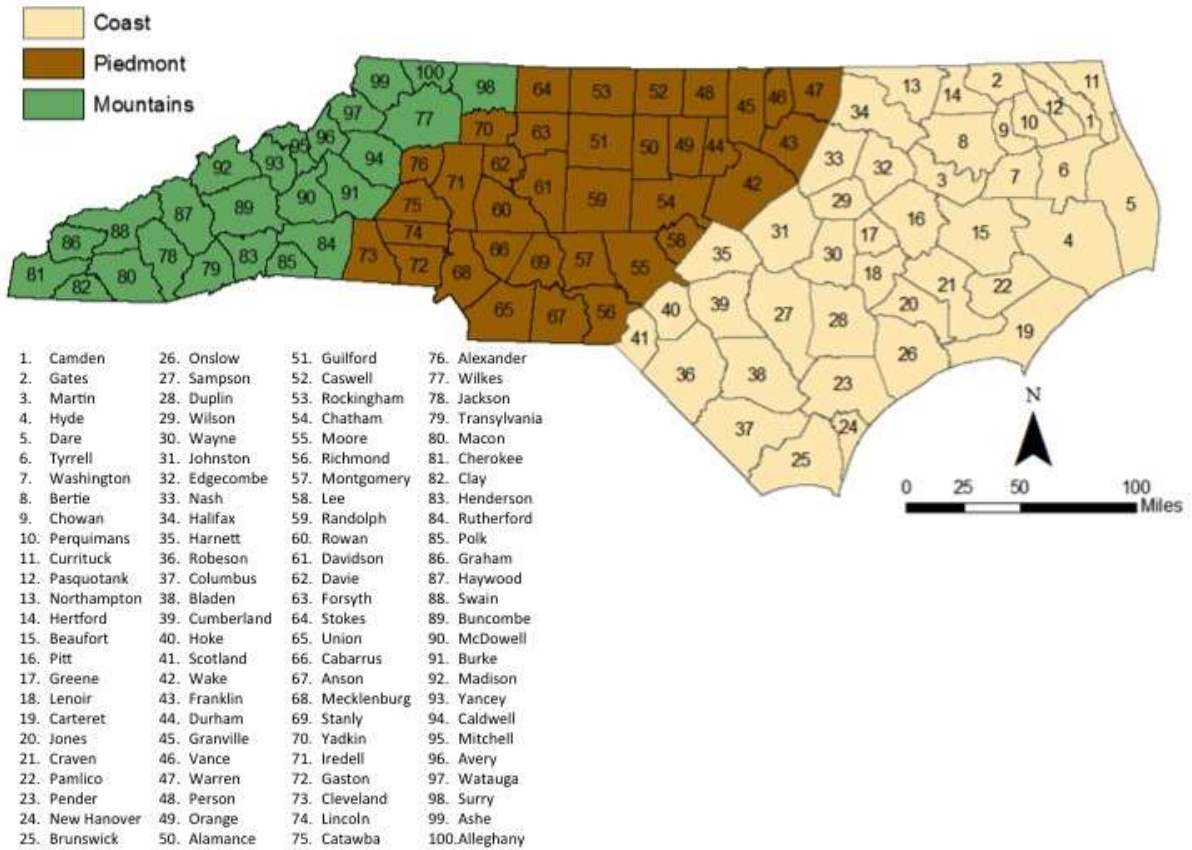 Coast
Piedmont
Mountains
99 100 98 64 53 52 48 45 46 47 13 14 2 12 11
97 77 70 63 51 50 49 44 43 34 8 9 10 1
92 93 95 96 94 76 71 62 61 59 54 42 33 32 3 7 6 5
86 88 87 89 90 91 75 60 29 16 15 4
81 82 80 78 79 83 85 84 73 74 72 68 66 69 57 55 58 35 31 30 17 18 21 22
65 67 56 41 40 39 27 28 20 26 19
36 38 23 37 24 25
N
0 25 50 100
Miles
1. Camden
2. Gates
3. Martin
4. Hyde
5. Dare
6. Tyrrell
7. Washington
8. Bertie
9. Chowan
10. Perquimans
11. Currituck
12. Pasquotank
13. Northampton
14. Hertford
15. Beaufort
16. Pitt
17. Greene
18. Lenoir
19. Carteret
20. Jones
21. Craven
22. Pamlico
23. Pender
24. New Hanover
25. Brunswick
26. Onslow
27. Sampson
28. Duplin
29. Wilson
30. Wayne
31. Johnston
32. Edgecombe
33. Nash
34. Halifax
35. Harnett
36. Robeson
37. Columbus
38. Bladen
39. Cumberland
40. Hoke
41. Scotland
42. Wake
43. Franklin
44. Durham
45. Granville
46. Vance
47. Warren
48. Person
49. Orange
50. Alamance
51. Guilford
52. Caswell
53. Rockingham
54. Chatham
55. Moore
56. Richmond
57. Montgomery
58. Lee
59. Randolph
60. Rowan
61. Davidson
62. Davie
63. Forsyth
64. Stokes
65. Union
66. Cabarrus
67. Anson
68. Mecklenburg
69. Stanly
70. Yadkin
71. Iredell
72. Gaston
73. Cleveland
74. Lincoln
75. Catawba
76. Alexander
77. Wilkes
78. Jackson
79. Transylvania
80. Macon
81. Cherokee
82. Clay
83. Henderson
84. Rutherford
85. Polk
86. Graham
87. Haywood
88. Swain
89. Buncombe
90. McDowell
91. Burke
92. Madison
93. Yancey
94. Caldwell
95. Mitchell
96. Avery
97. Watauga
98. Surry
99. Ashe
100.Alleghany